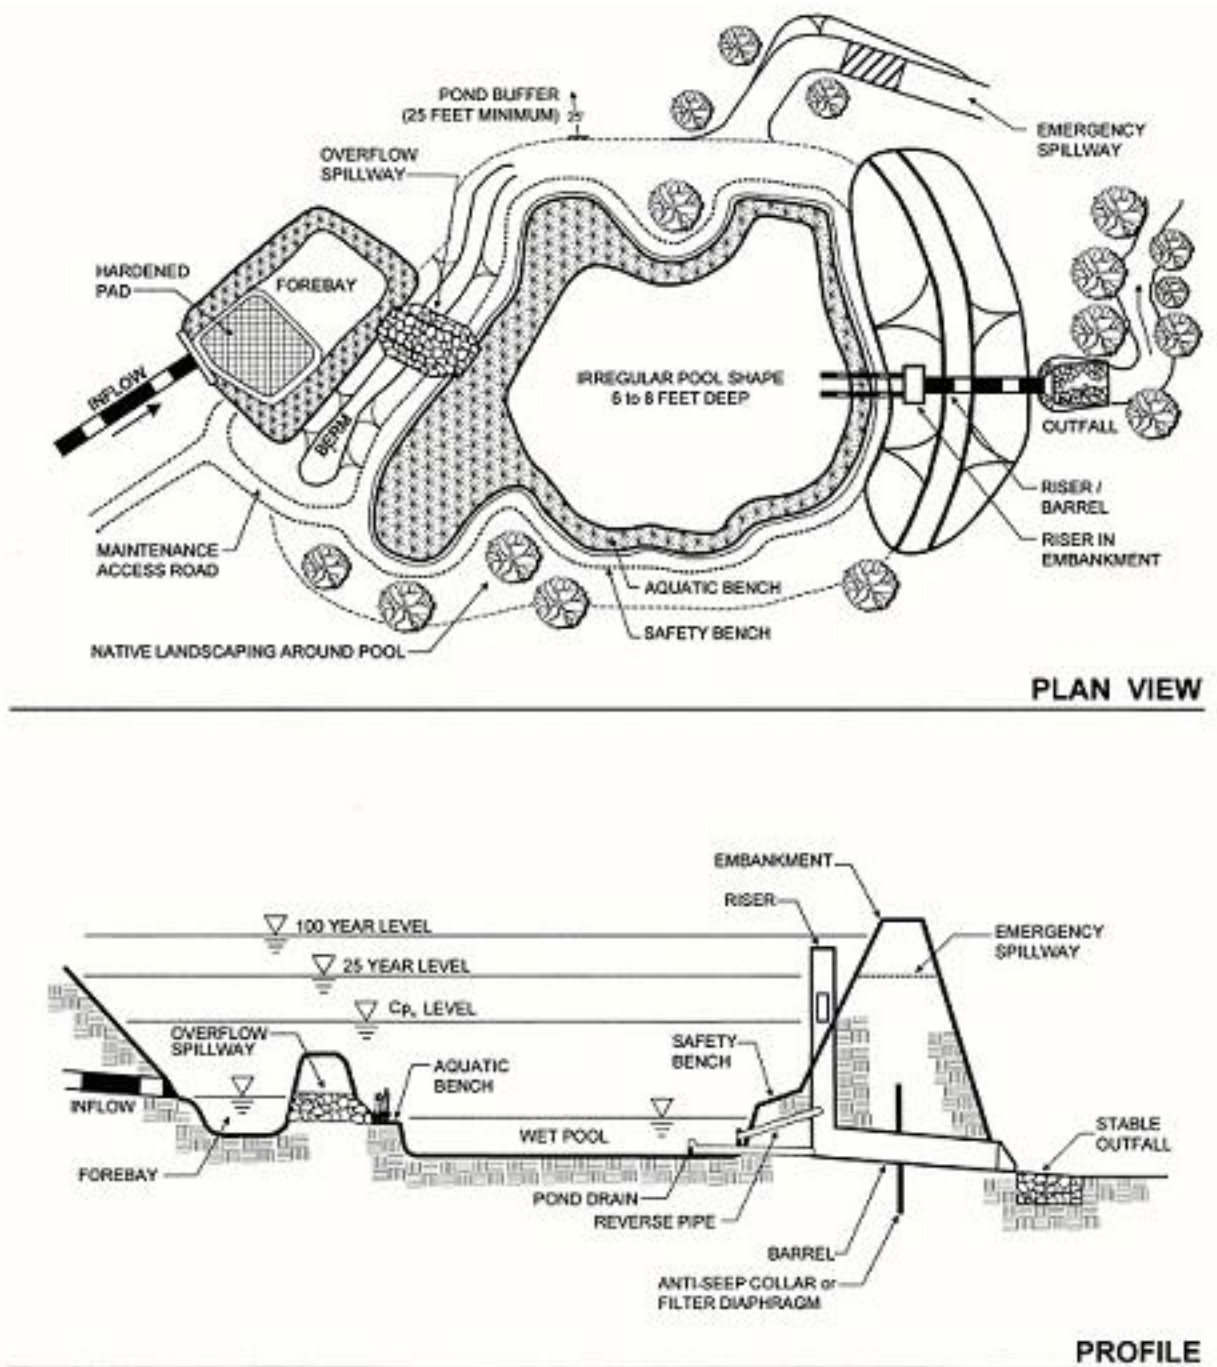 POND BUFFER
(25 FEET MINIMUM)
25'
EMERGENCY
SPILLWAY
OVERFLOW
SPILLWAY
HARDENED
PAD
FOREBAY
INFLOW
BERM
IRREGULAR POOL SHAPE
6 to 8 FEET DEEP
OUTFALL
RISER /
BARREL
RISER IN
EMBANKMENT
MAINTENANCE
ACCESS ROAD
AQUATIC BENCH
SAFETY BENCH
NATIVE LANDSCAPING AROUND POOL
PLAN VIEW
EMBANKMENT
RISER
100 YEAR LEVEL
EMERGENCY
SPILLWAY
25 YEAR LEVEL
Cpv LEVEL
OVERFLOW
SPILLWAY
SAFETY
BENCH
AQUATIC
BENCH
INFLOW
STABLE
OUTFALL
WET POOL
FOREBAY
POND DRAIN
REVERSE PIPE
BARREL
ANTI-SEEP COLLAR or
FILTER DIAPHRAGM
PROFILE